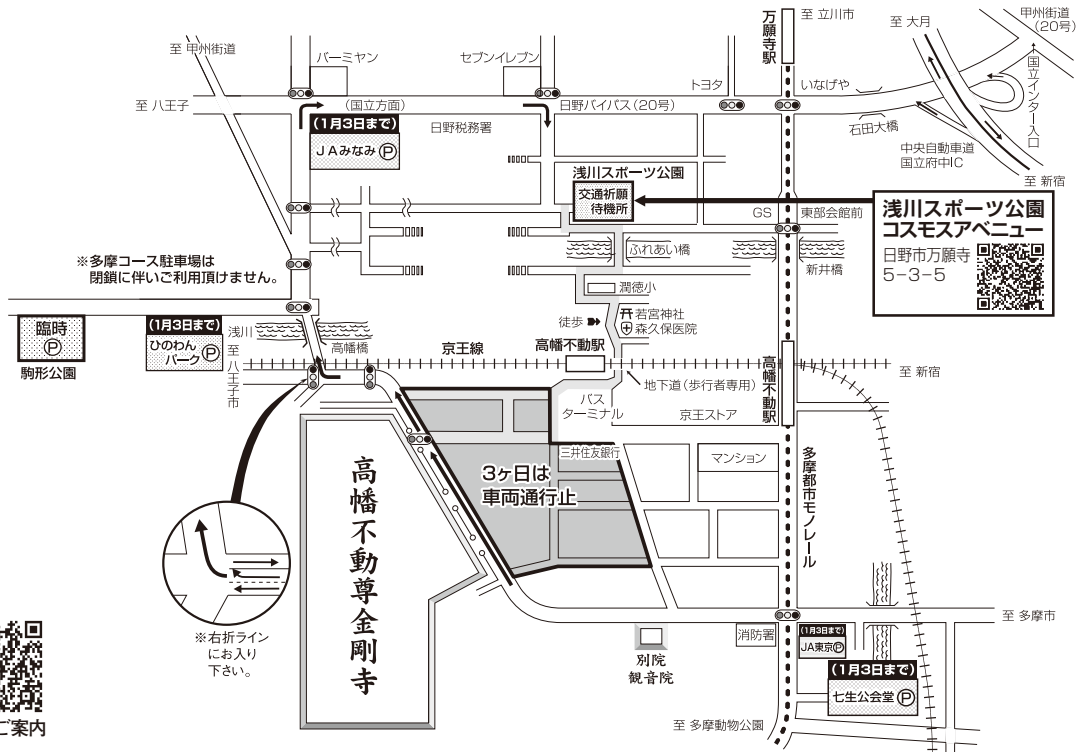 至 甲州街道
バーミヤン
セブンイレブン
万願寺駅
至 立川市
至 大月
甲州街道
(20号)
至 八王子
(国立方面)
日野バイパス(20号)
トヨタ
いなげや
国立インター入口
(1月3日まで)
JAみなみ Ⓟ
日野税務署
石田大橋
中央自動車道
国立府中IC
至 新宿
浅川スポーツ公園
交通祈願
待機所
浅川スポーツ公園
コスモスアベニュー
日野市万願寺
5-3-5
GS
東部会館前
ふれあい橋
新井橋
※多摩コース駐車場は
閉鎖に伴いご利用頂けません。
潤徳小
若宮神社
森久保医院
徒歩
臨時
Ⓟ
駒形公園
(1月3日まで)
ひのわん
パーク Ⓟ
浅川
高幡橋
京王線
高幡不動駅
至 八王子市
地下道(歩行者専用)
高幡不動駅
至 新宿
バス
ターミナル
京王ストア
三井住友銀行
マンション
3ヶ日は
車両通行止
多摩都市モノレール
高幡不動尊金剛寺
※右折ライン
にお入り
下さい。
別院
観音院
消防署
(1月3日まで)
JA東京Ⓟ
至 多摩市
(1月3日まで)
七生公会堂 Ⓟ
至 多摩動物公園
ご案内